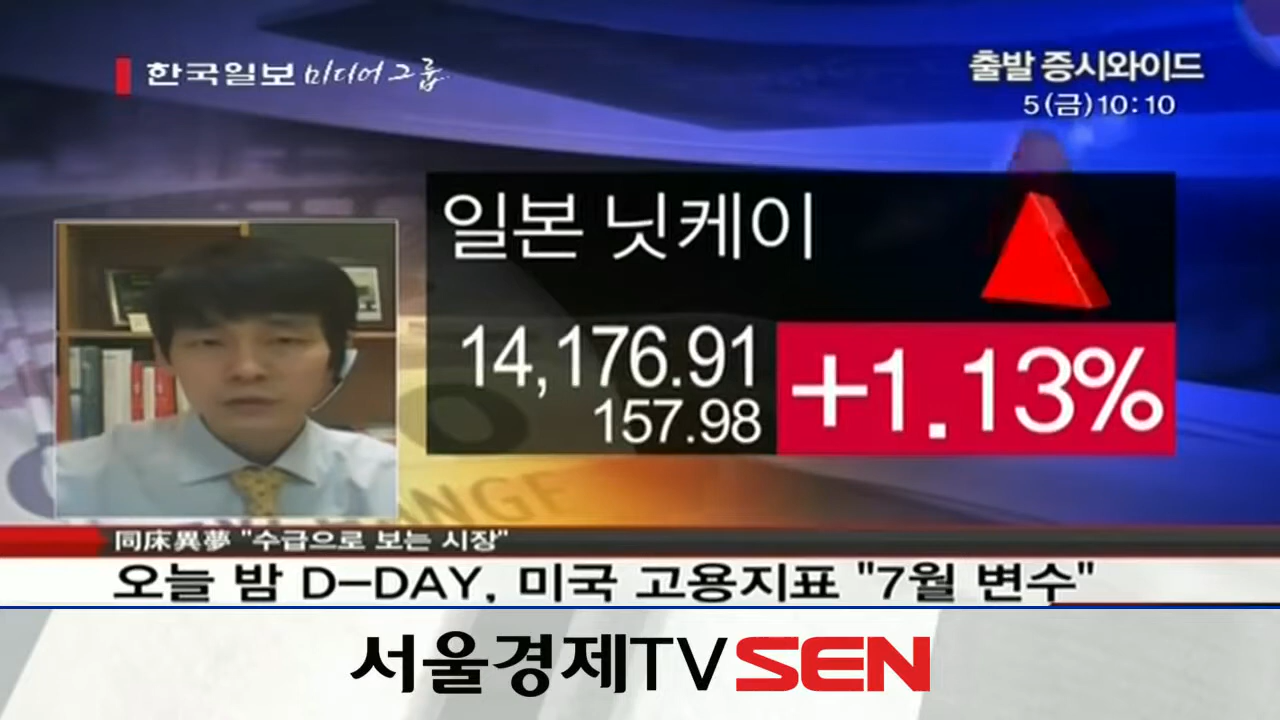 한국일보 미디어그룹
출발 증시와이드
5(금)10:10
일본 닛케이
14,176.91
157.98
+1.13%
同床異夢 "수급으로 보는 시장"
오늘 밤 D-DAY, 미국 고용지표 "7월 변수"
서울경제TV SEN